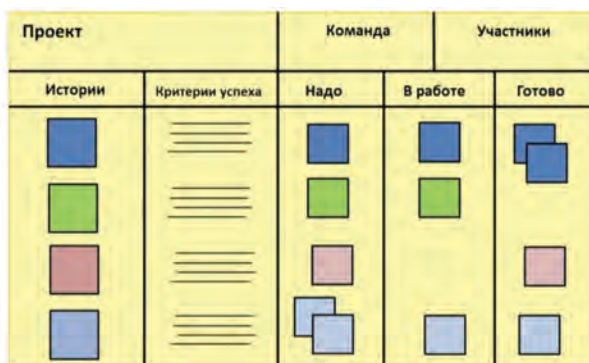 Проект
Команда
Участники
Истории
Критерии успеха
Надо
В работе
Готово